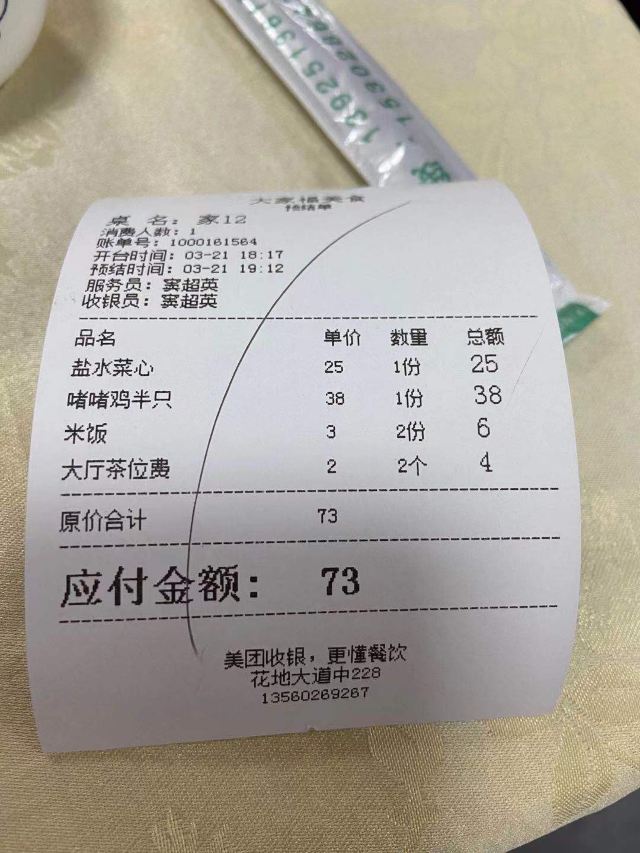 139251361
15302886
大家福美食
预结单
桌 名: 家12
消费人数: 1
账单号: 1000161564
开台时间: 03-21 18:17
预结时间: 03-21 19:12
服务员: 窦超英
收银员: 窦超英
品名 单价 数量 总额
盐水菜心 25 1份 25
啫啫鸡半只 38 1份 38
米饭 3 2份 6
大厅茶位费 2 2个 4
原价合计 73
应付金额: 73
美团收银，更懂餐饮
花地大道中228
13560269267